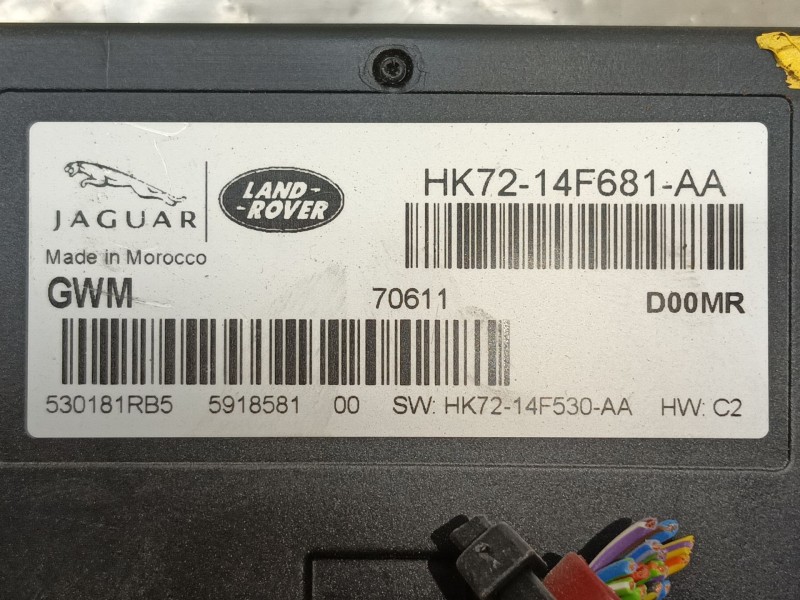 JAGUAR
LAND-
-ROVER
HK72-14F681-AA
Made in Morocco
GWM 70611 D00MR
530181RB5 5918581 00 SW: HK72-14F530-AA HW: C2